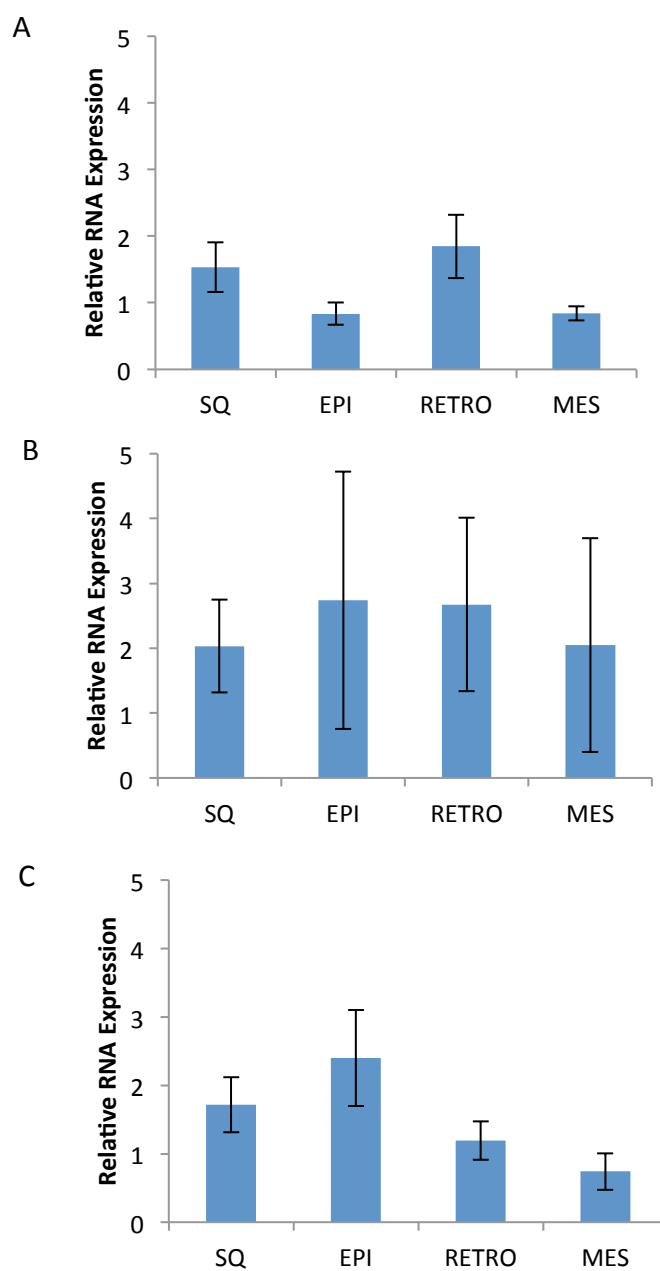 A
Relative RNA Expression
5
4
3
2
1
0
SQ EPI RETRO MES
B
Relative RNA Expression
5
4
3
2
1
0
SQ EPI RETRO MES
C
Relative RNA Expression
5
4
3
2
1
0
SQ EPI RETRO MES